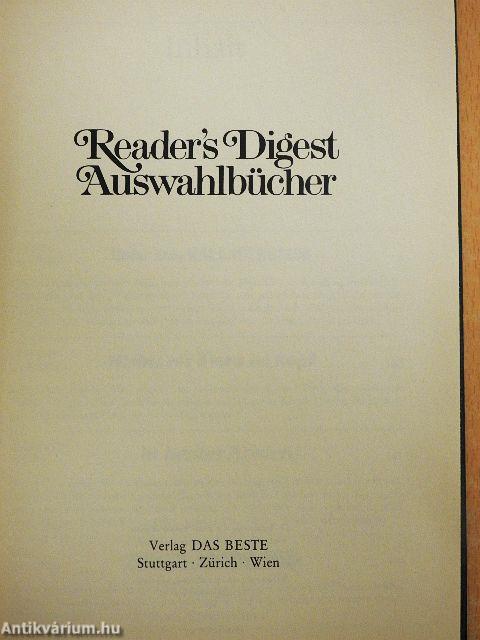 Reader's Digest
Auswahlbücher
Verlag DAS BESTE
Stuttgart · Zürich · Wien
Antikvárium.hu